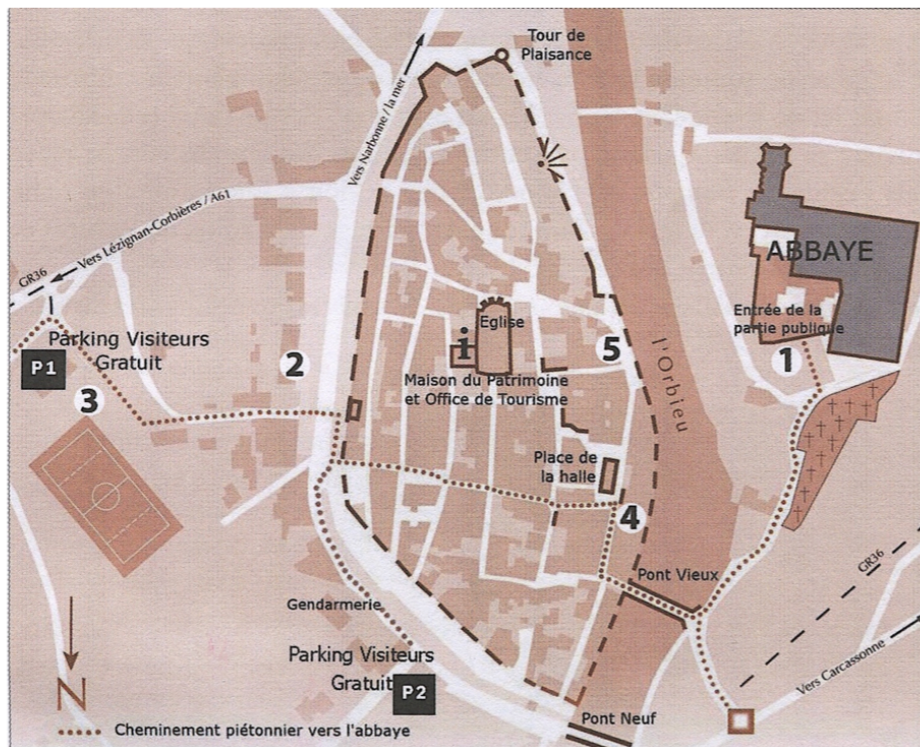 Tour de
Plaisance
Vers Narbonne / la mer
Vers Lézignan-Corbières / A61
GR36
ABBAYE
Entrée de la
partie publique
1
Eglise
i
Maison du Patrimoine
et Office de Tourisme
5
l'Orbieu
2
Parking Visiteurs
Gratuit
P1
3
Place de
la halle
4
Pont Vieux
GR36
Vers Carcassonne
Gendarmerie
Parking Visiteurs
Gratuit
P2
Pont Neuf
N
Cheminement piétonnier vers l'abbaye